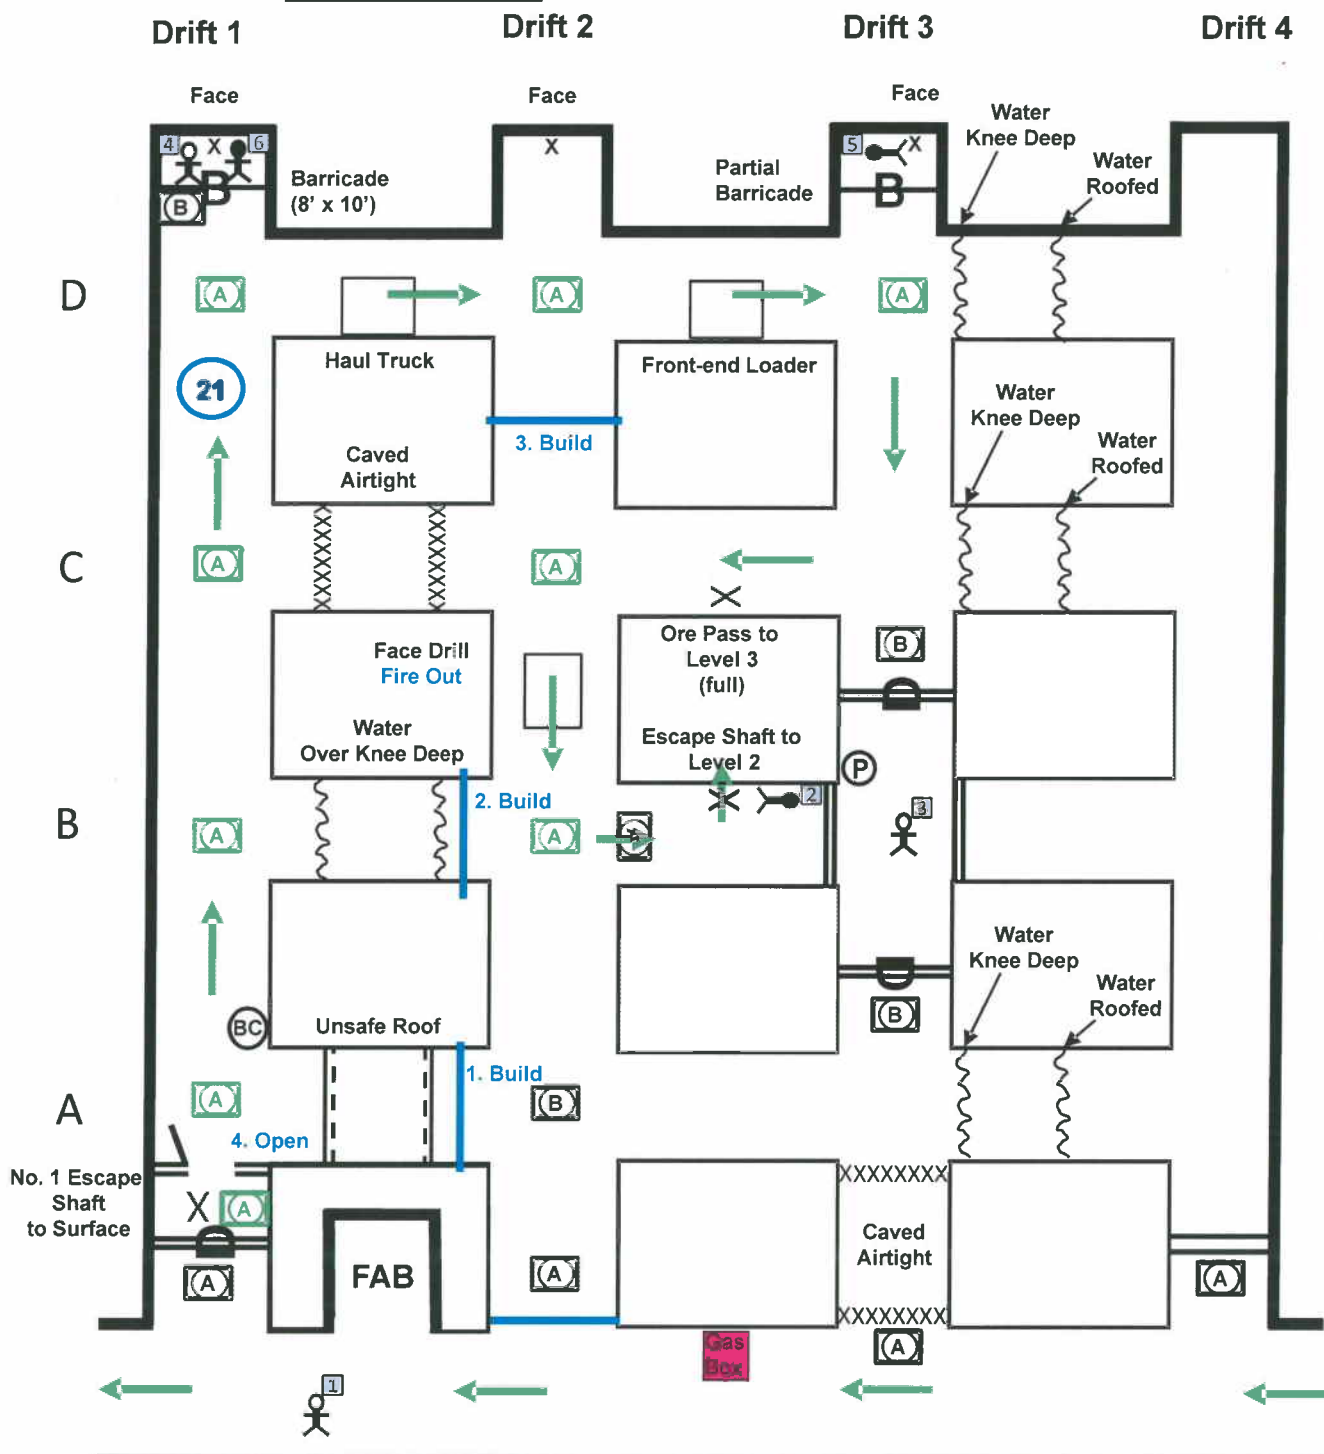 Drift 1
Drift 2
Drift 3
Drift 4
Face
Face
Face
Water
Knee Deep
Water
Roofed
4
X
6
X
5
X
B
B
Barricade
(8' x 10')
Partial
Barricade
B
D
A
A
A
Haul Truck
Front-end Loader
21
3. Build
Water
Knee Deep
Water
Roofed
Caved
Airtight
C
A
A
X
Ore Pass to
Level 3
(full)
B
Face Drill
Fire Out
Water
Over Knee Deep
Escape Shaft to
Level 2
P
2. Build
2
3
B
A
A
X
A
Water
Knee Deep
Water
Roofed
BC
Unsafe Roof
B
1. Build
A
A
B
4. Open
No. 1 Escape
Shaft
to Surface
X
A
XXXXXXX
Caved
Airtight
A
FAB
A
A
XXXXXXXX
Gas
Box
A
1